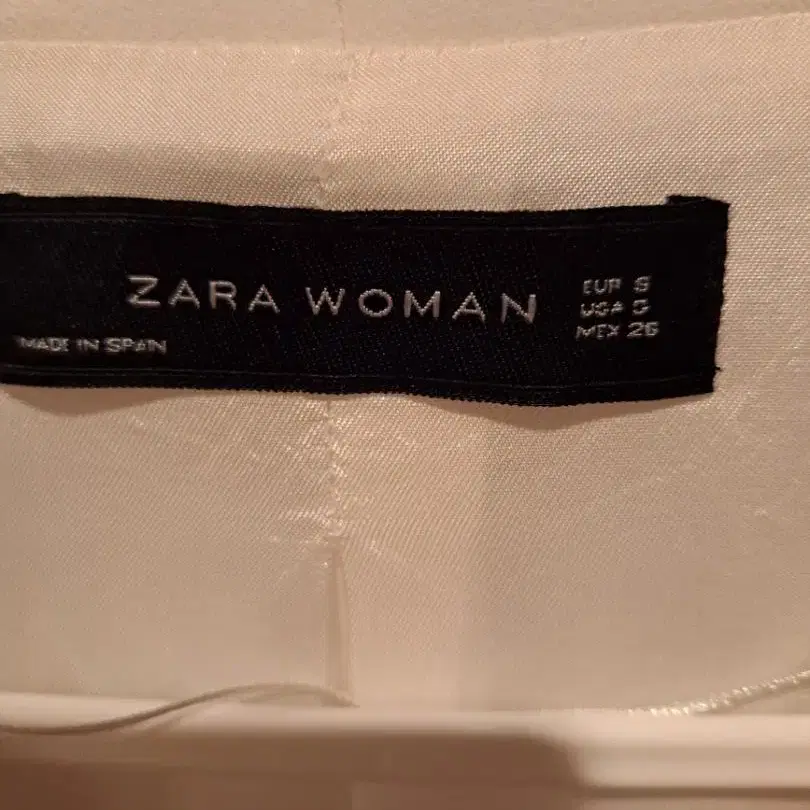 ZARA WOMAN
MADE IN SPAIN
EUR S
USA S
MEX 26